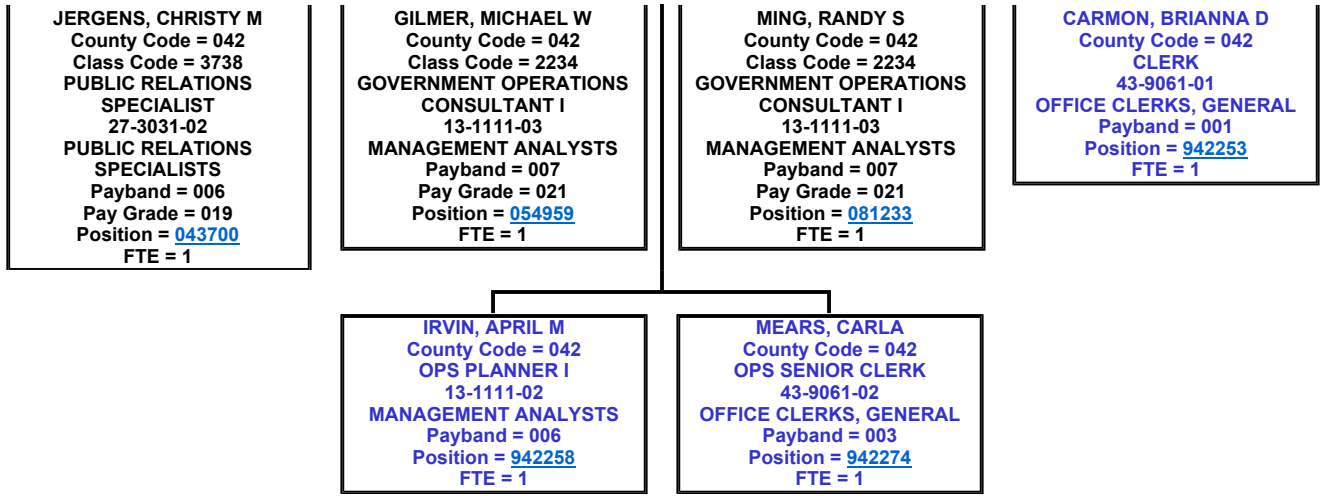 JERGENS, CHRISTY M
County Code = 042
Class Code = 3738
PUBLIC RELATIONS
SPECIALIST
27-3031-02
PUBLIC RELATIONS
SPECIALISTS
Payband = 006
Pay Grade = 019
Position = 043700
FTE = 1
GILMER, MICHAEL W
County Code = 042
Class Code = 2234
GOVERNMENT OPERATIONS
CONSULTANT I
13-1111-03
MANAGEMENT ANALYSTS
Payband = 007
Pay Grade = 021
Position = 054959
FTE = 1
MING, RANDY S
County Code = 042
Class Code = 2234
GOVERNMENT OPERATIONS
CONSULTANT I
13-1111-03
MANAGEMENT ANALYSTS
Payband = 007
Pay Grade = 021
Position = 081233
FTE = 1
CARMON, BRIANNA D
County Code = 042
CLERK
43-9061-01
OFFICE CLERKS, GENERAL
Payband = 001
Position = 942253
FTE = 1
IRVIN, APRIL M
County Code = 042
OPS PLANNER I
13-1111-02
MANAGEMENT ANALYSTS
Payband = 006
Position = 942258
FTE = 1
MEARS, CARLA
County Code = 042
OPS SENIOR CLERK
43-9061-02
OFFICE CLERKS, GENERAL
Payband = 003
Position = 942274
FTE = 1